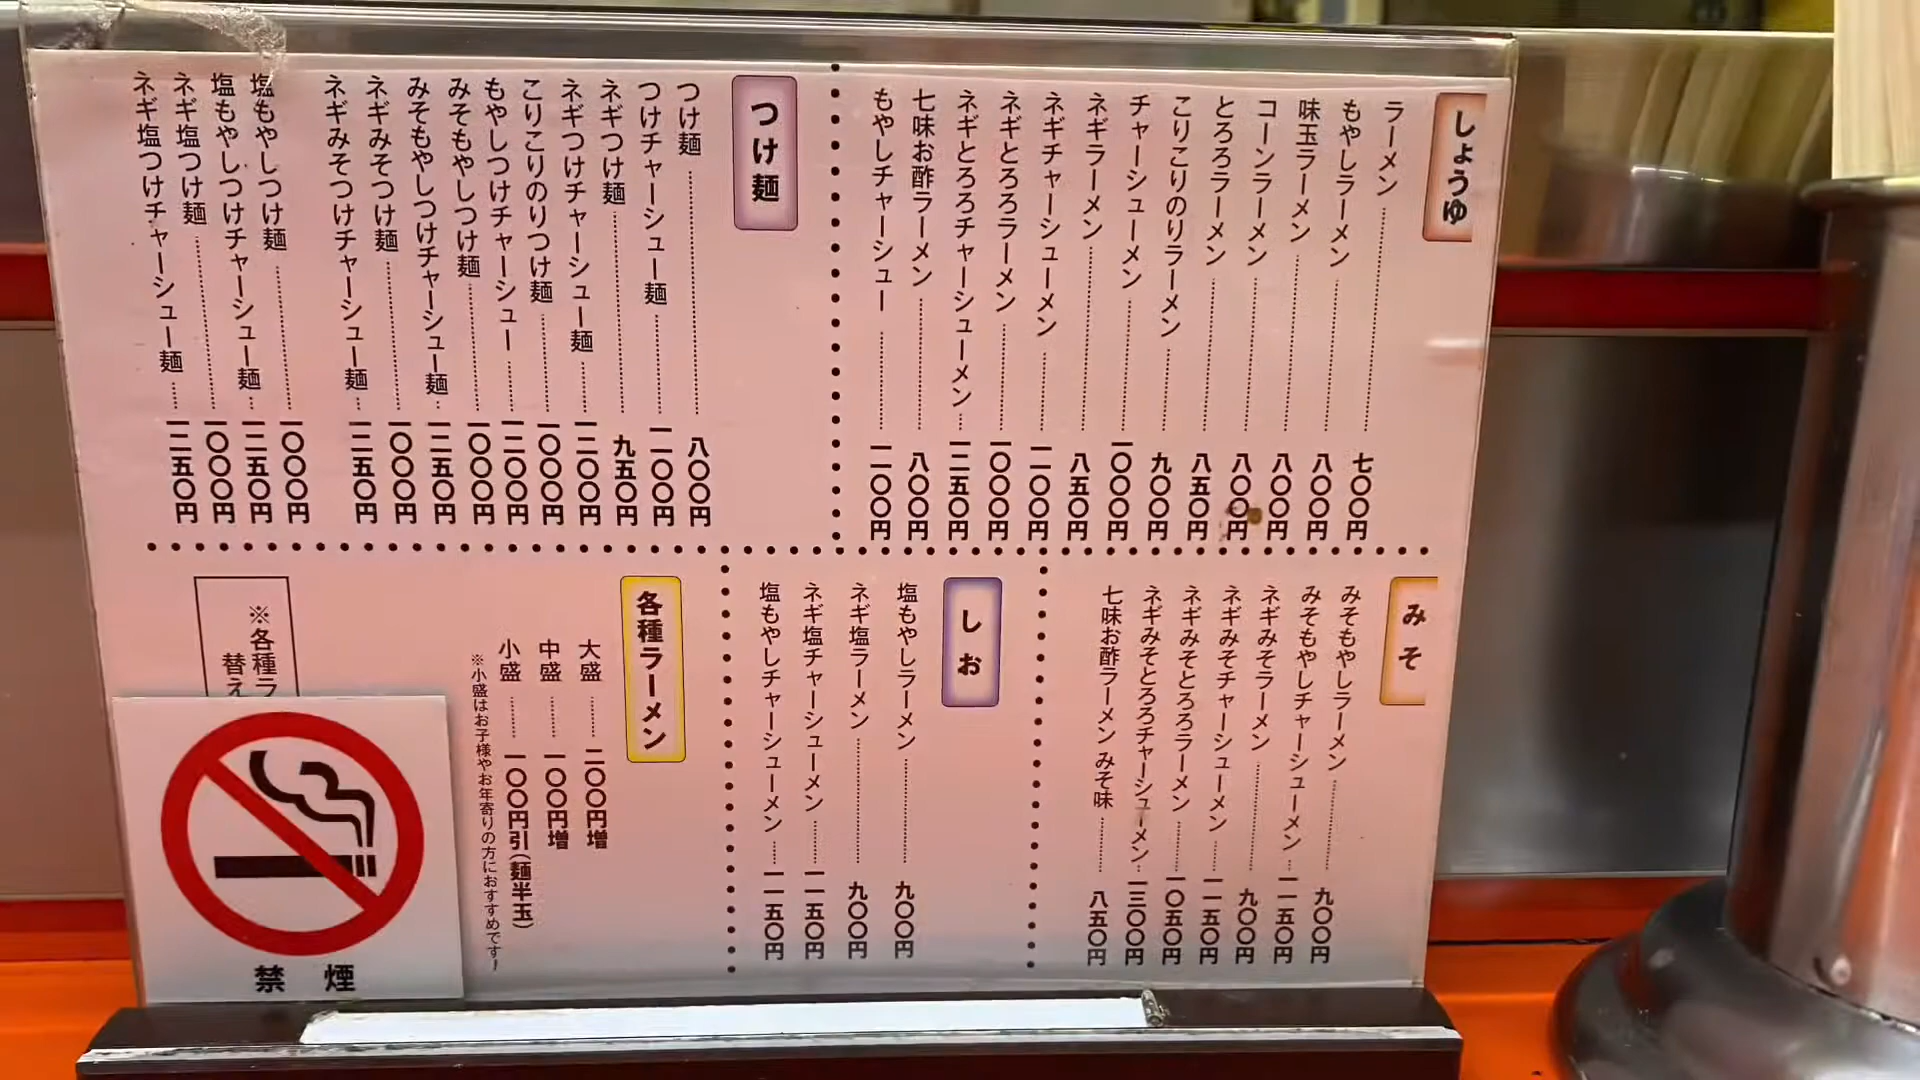 しょうゆ
ラーメン 七〇〇円
もやしラーメン 八〇〇円
味玉ラーメン 八〇〇円
コーンラーメン 八〇〇円
とろろラーメン 八五〇円
こりこりのりラーメン 九〇〇円
チャーシューメン 一〇〇〇円
ネギラーメン 八五〇円
ネギチャーシューメン 一一〇〇円
ネギとろろラーメン 一〇〇〇円
ネギとろろチャーシューメン 一二五〇円
七味お酢ラーメン 八〇〇円
もやしチャーシュー 一一〇〇円
つけ麺
つけ麺 八〇〇円
つけチャーシュー麺 一一〇〇円
ネギつけ麺 九五〇円
ネギつけチャーシュー麺 一二〇〇円
こりこりのりつけ麺 一〇〇〇円
もやしつけチャーシュー 一二〇〇円
みそもやしつけ麺 一〇〇〇円
みそもやしつけチャーシュー麺 一二五〇円
ネギみそつけ麺 一〇〇〇円
ネギみそつけチャーシュー麺 一二五〇円
塩もやしつけ麺 一〇〇〇円
塩もやしつけチャーシュー麺 一二五〇円
ネギ塩つけ麺 一〇〇〇円
ネギ塩つけチャーシュー麺 一二五〇円
みそ
みそもやしラーメン 九〇〇円
みそもやしチャーシューメン 一一五〇円
ネギみそラーメン 九〇〇円
ネギみそチャーシューメン 一一五〇円
ネギみそとろろラーメン 一〇五〇円
ネギみそとろろチャーシューメン 一三〇〇円
七味お酢ラーメン みそ味 八五〇円
しお
塩もやしラーメン 九〇〇円
ネギ塩ラーメン 九〇〇円
ネギ塩チャーシューメン 一一五〇円
塩もやしチャーシューメン 一一五〇円
各種ラーメン
大盛 二〇〇円増
中盛 一〇〇円増
小盛 一〇〇円引(麺半玉)
※小盛はお子様やお年寄りの方におすすめです!
※各種ラ
替え
禁煙